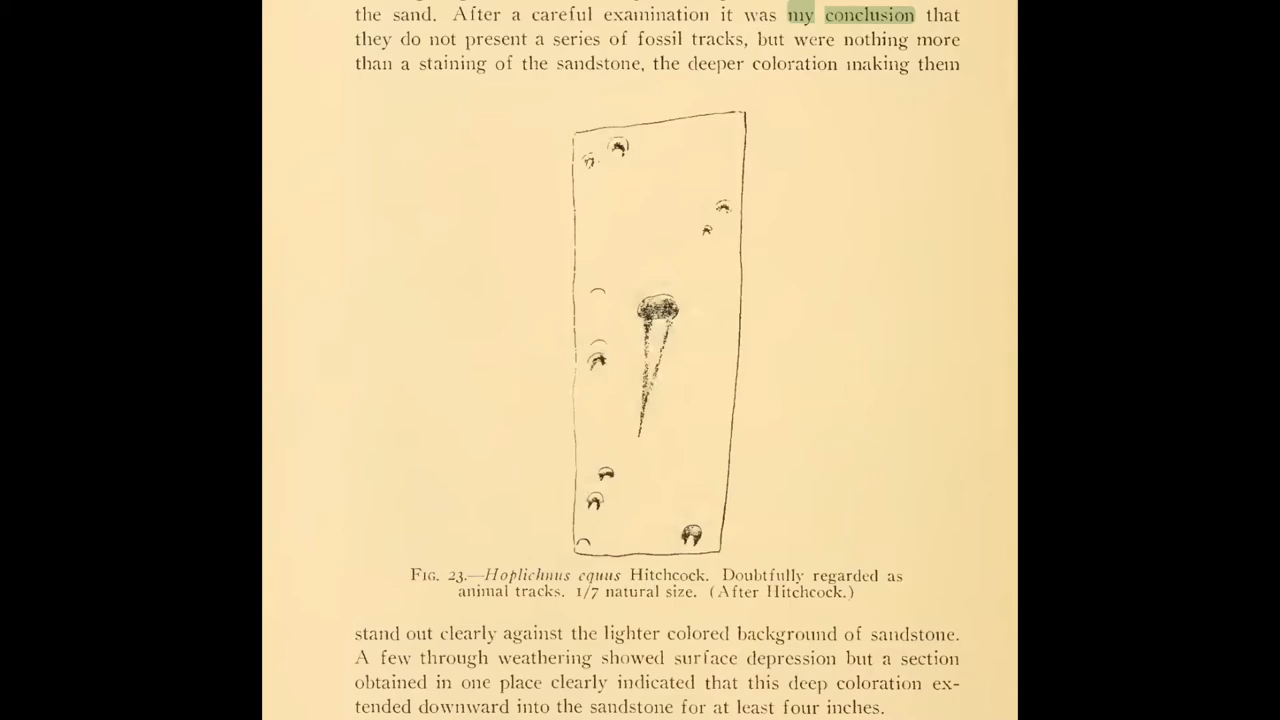 the sand. After a careful examination it was my conclusion that
they do not present a series of fossil tracks, but were nothing more
than a staining of the sandstone, the deeper coloration making them
FIG. 23.—Hoplichnus equus Hitchcock. Doubtfully regarded as
animal tracks. 1/7 natural size. (After Hitchcock.)
stand out clearly against the lighter colored background of sandstone.
A few through weathering showed surface depression but a section
obtained in one place clearly indicated that this deep coloration ex-
tended downward into the sandstone for at least four inches.